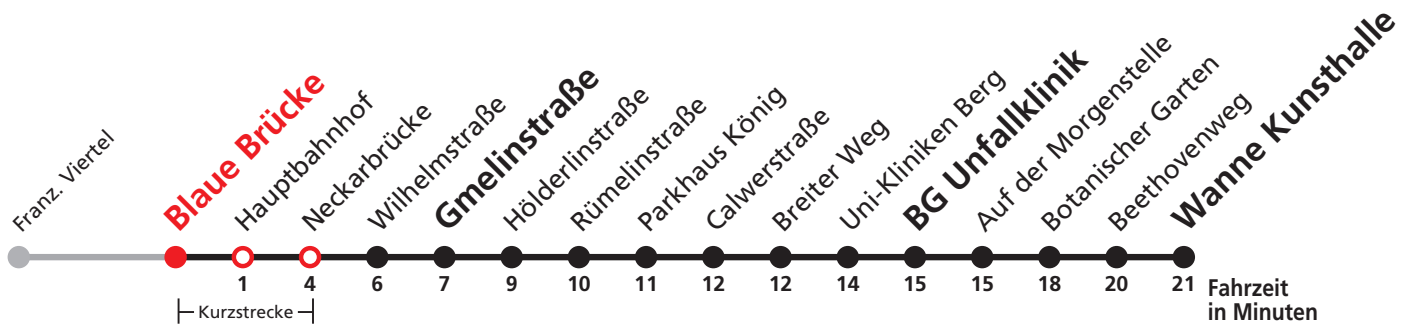 Franz. Viertel
Blaue Brücke
Hauptbahnhof
Neckarbrücke
Wilhelmstraße
Gmelinstraße
Hölderlinstraße
Rümelinstraße
Parkhaus König
Calwerstraße
Breiter Weg
Uni-Kliniken Berg
BG Unfallklinik
Auf der Morgenstelle
Botanischer Garten
Beethovenweg
Wanne Kunsthalle
1 4 6 7 9 10 11 12 12 14 15 15 18 20 21
Fahrzeit
in Minuten
Kurzstrecke